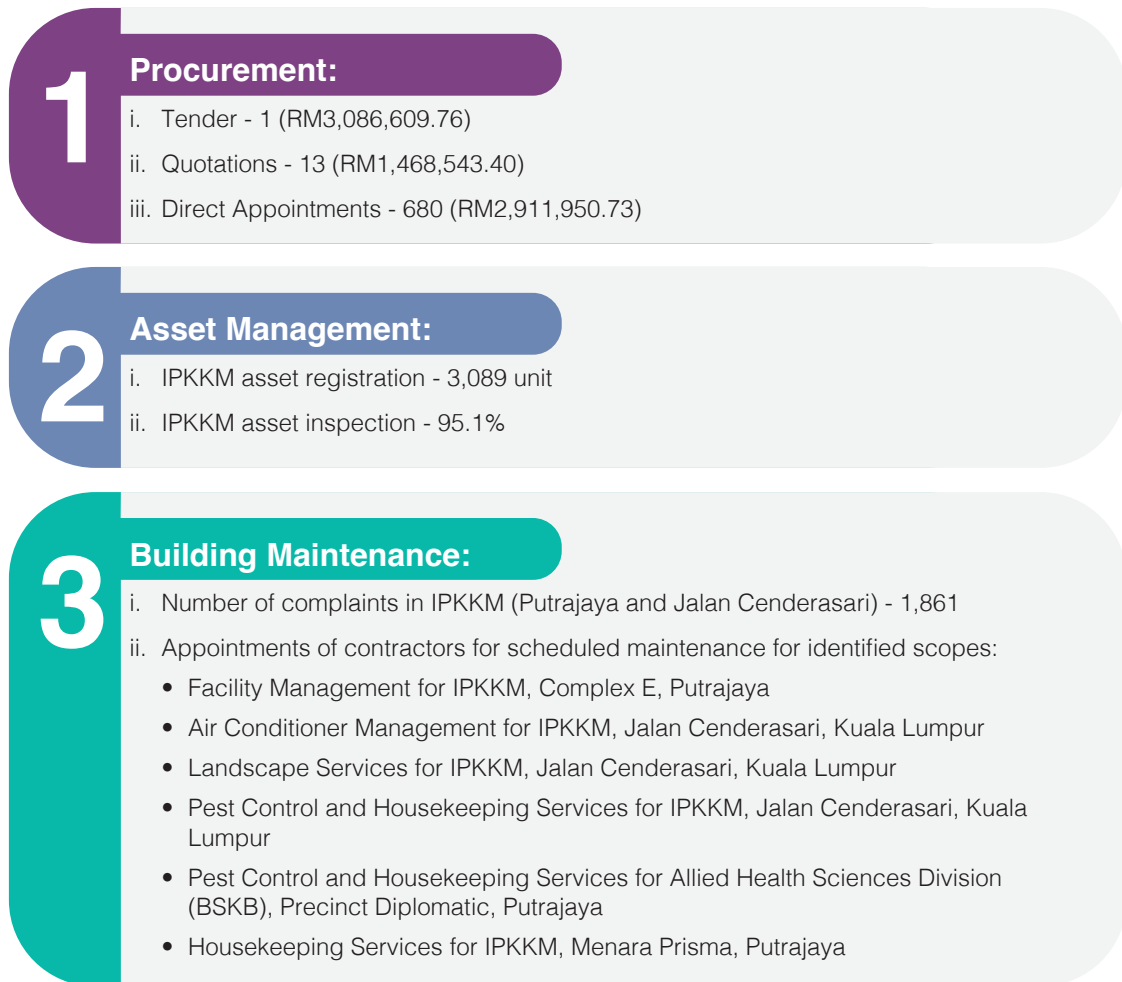 1
Procurement:
i. Tender - 1 (RM3,086,609.76)
ii. Quotations - 13 (RM1,468,543.40)
iii. Direct Appointments - 680 (RM2,911,950.73)
2
Asset Management:
i. IPKKM asset registration - 3,089 unit
ii. IPKKM asset inspection - 95.1%
3
Building Maintenance:
i. Number of complaints in IPKKM (Putrajaya and Jalan Cenderasari) - 1,861
ii. Appointments of contractors for scheduled maintenance for identified scopes:
• Facility Management for IPKKM, Complex E, Putrajaya
• Air Conditioner Management for IPKKM, Jalan Cenderasari, Kuala Lumpur
• Landscape Services for IPKKM, Jalan Cenderasari, Kuala Lumpur
• Pest Control and Housekeeping Services for IPKKM, Jalan Cenderasari, Kuala
Lumpur
• Pest Control and Housekeeping Services for Allied Health Sciences Division
(BSKB), Precinct Diplomatic, Putrajaya
• Housekeeping Services for IPKKM, Menara Prisma, Putrajaya